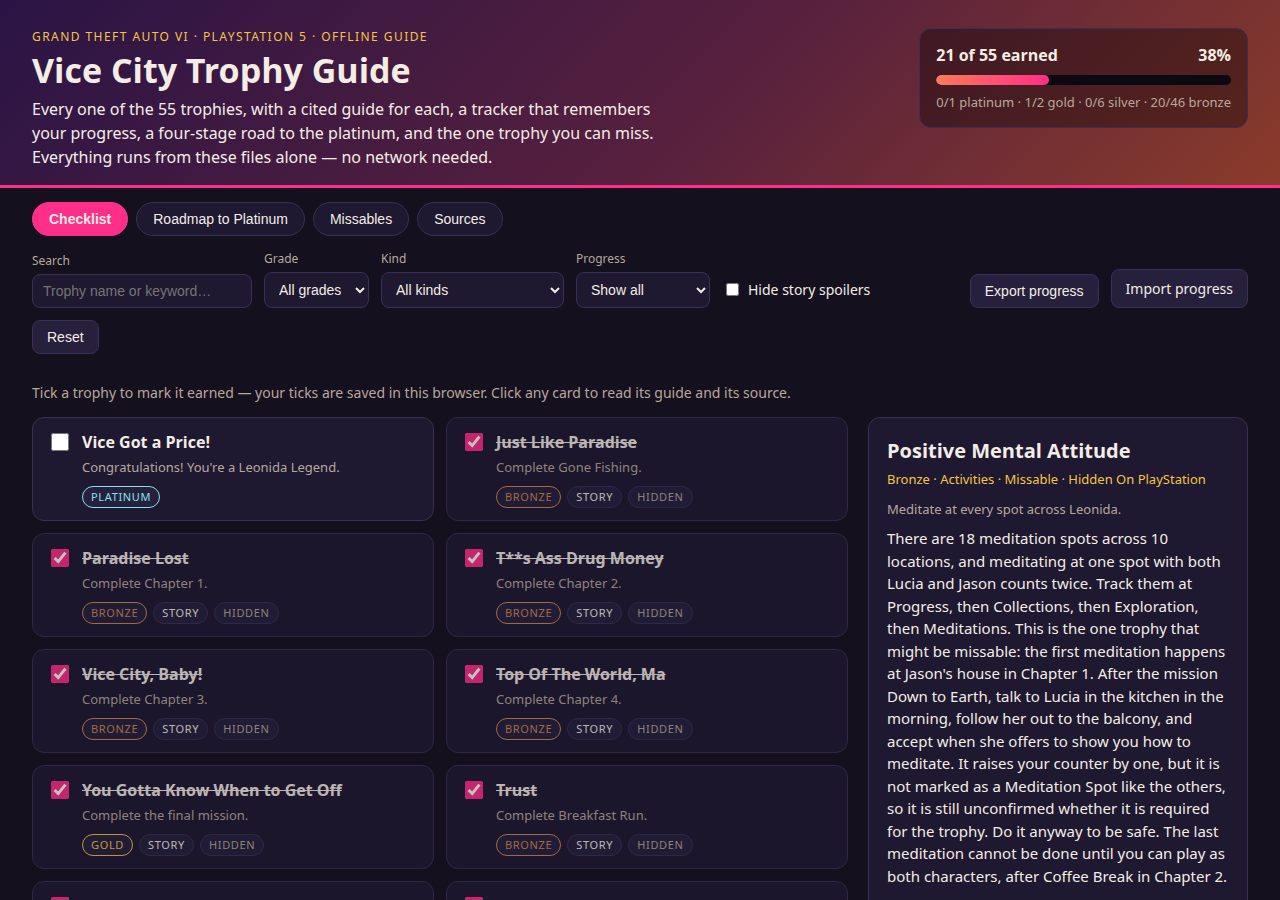 GRAND THEFT AUTO VI · PLAYSTATION 5 · OFFLINE GUIDE
Vice City Trophy Guide
Every one of the 55 trophies, with a cited guide for each, a tracker that remembers
your progress, a four-stage road to the platinum, and the one trophy you can miss.
Everything runs from these files alone — no network needed.
21 of 55 earned 38%
0/1 platinum · 1/2 gold · 0/6 silver · 20/46 bronze
Checklist Roadmap to Platinum Missables Sources
Search Grade Kind Progress
Trophy name or keyword… All grades All kinds Show all Hide story spoilers Export progress Import progress
Reset
Tick a trophy to mark it earned — your ticks are saved in this browser. Click any card to read its guide and its source.
Vice Got a Price!
Congratulations! You're a Leonida Legend.
PLATINUM
Just Like Paradise
Complete Gone Fishing.
BRONZE STORY HIDDEN
Paradise Lost
Complete Chapter 1.
BRONZE STORY HIDDEN
T**s Ass Drug Money
Complete Chapter 2.
BRONZE STORY HIDDEN
Vice City, Baby!
Complete Chapter 3.
BRONZE STORY HIDDEN
Top Of The World, Ma
Complete Chapter 4.
BRONZE STORY HIDDEN
You Gotta Know When to Get Off
Complete the final mission.
GOLD STORY HIDDEN
Trust
Complete Breakfast Run.
BRONZE STORY HIDDEN
Positive Mental Attitude
Bronze · Activities · Missable · Hidden On PlayStation
Meditate at every spot across Leonida.
There are 18 meditation spots across 10
locations, and meditating at one spot with both
Lucia and Jason counts twice. Track them at
Progress, then Collections, then Exploration,
then Meditations. This is the one trophy that
might be missable: the first meditation happens
at Jason's house in Chapter 1. After the mission
Down to Earth, talk to Lucia in the kitchen in the
morning, follow her out to the balcony, and
accept when she offers to show you how to
meditate. It raises your counter by one, but it is
not marked as a Meditation Spot like the others,
so it is still unconfirmed whether it is required
for the trophy. Do it anyway to be safe. The last
meditation cannot be done until you can play as
both characters, after Coffee Break in Chapter 2.